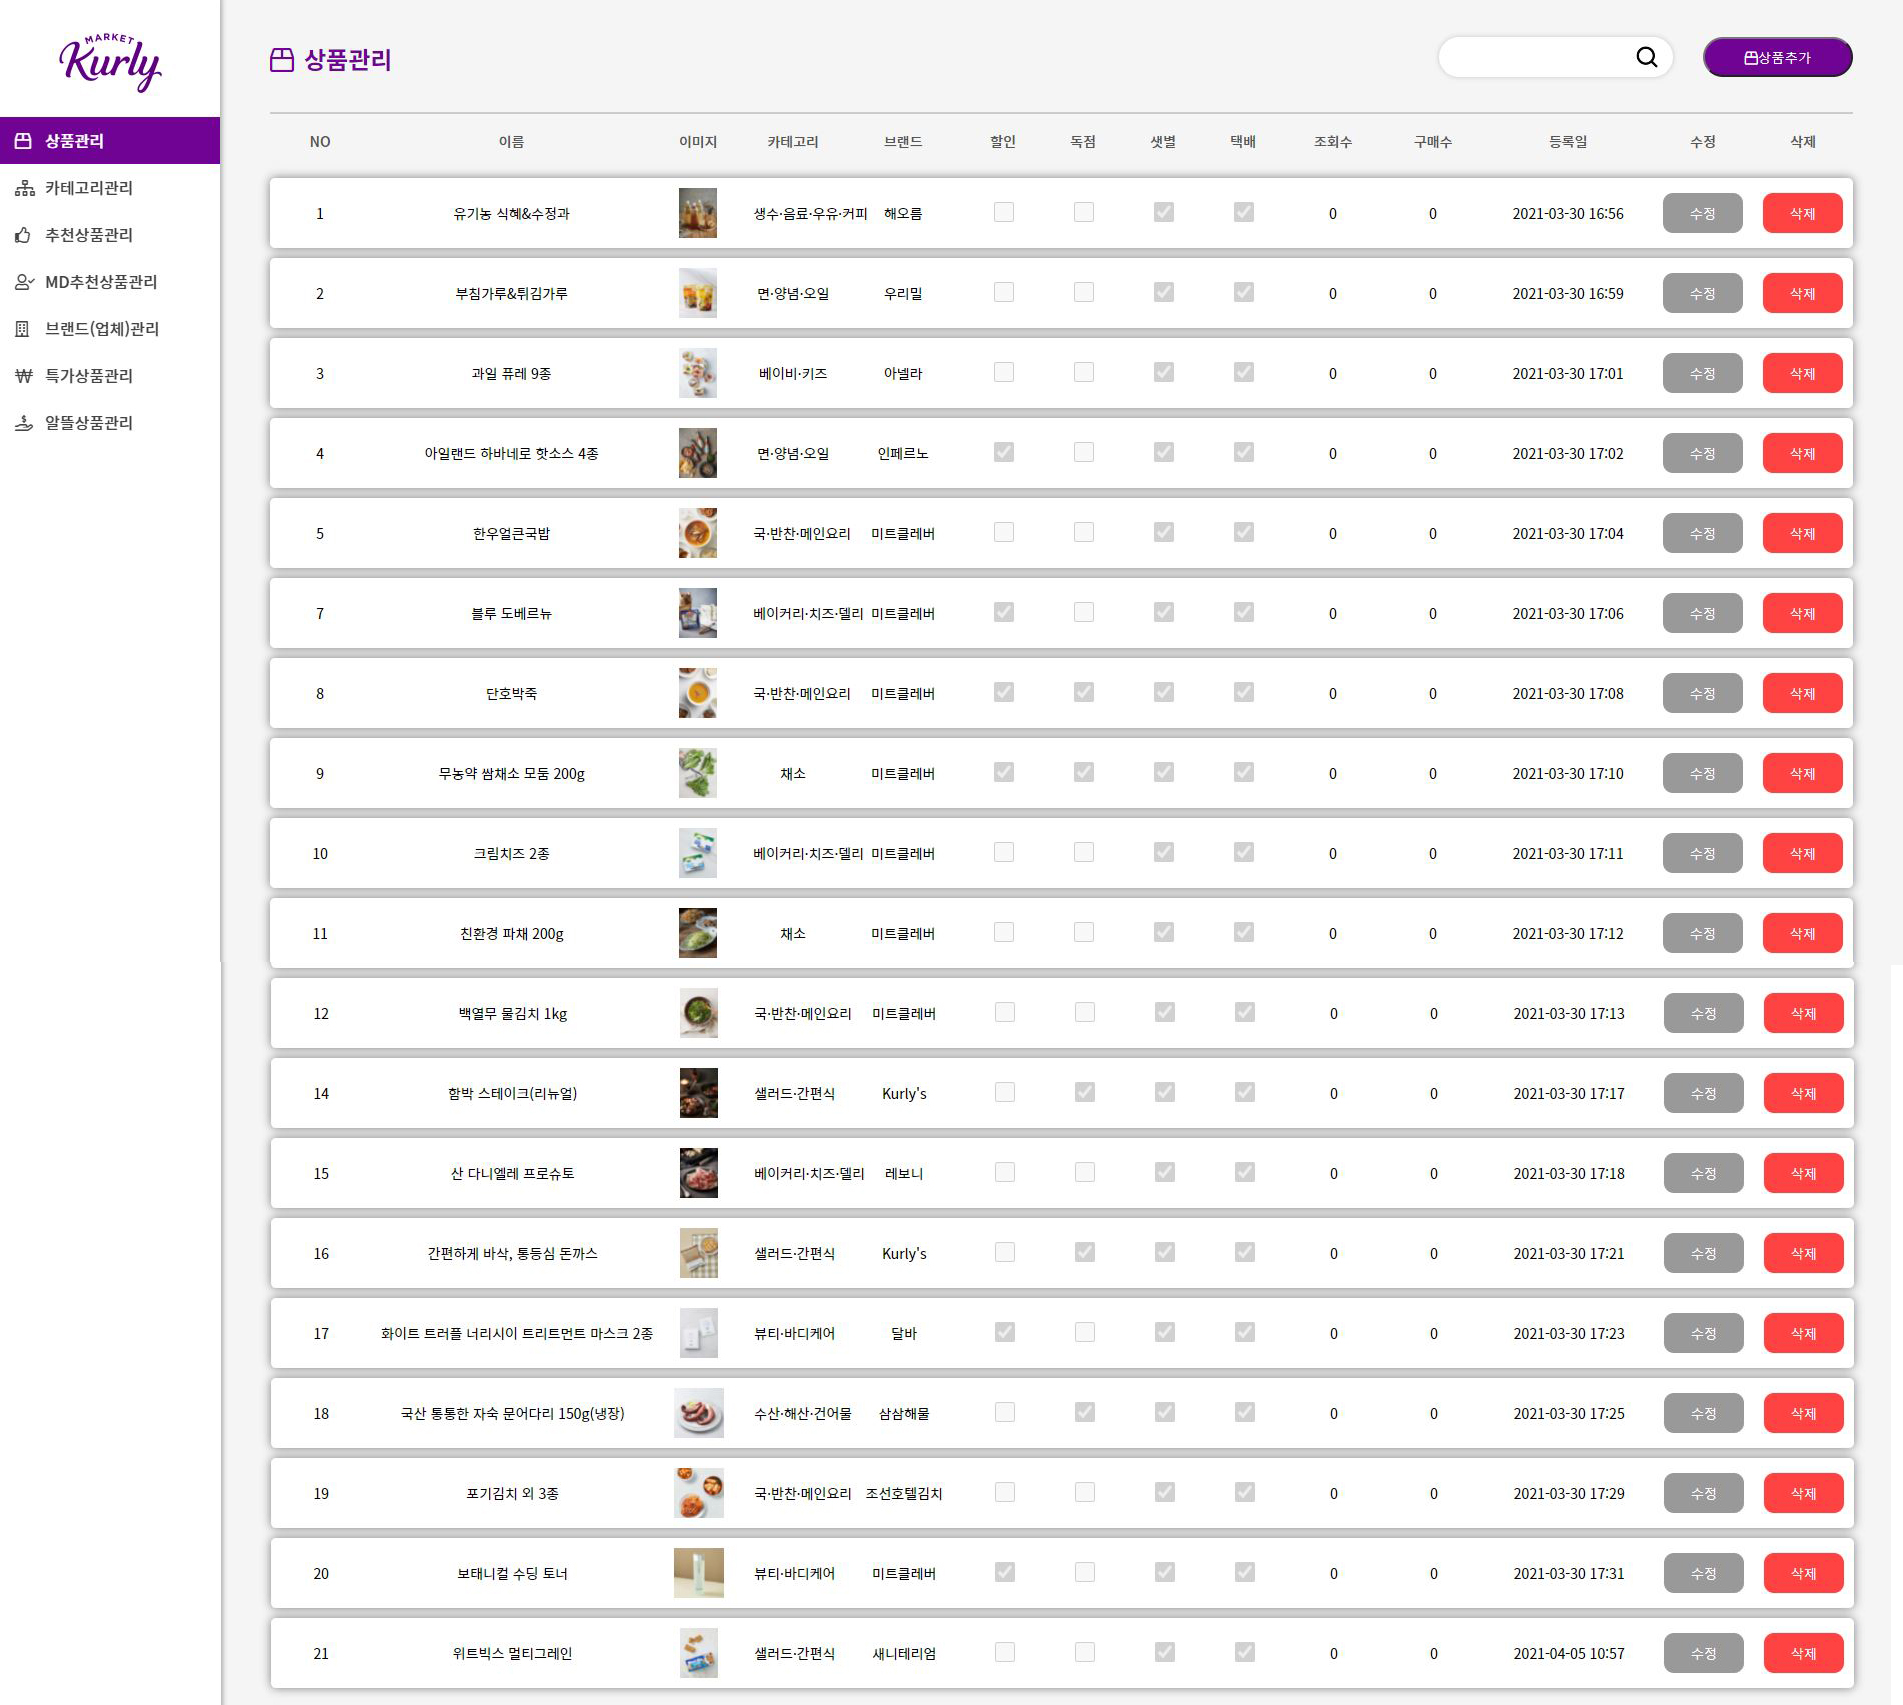 MARKET
Kurly
상품관리
카테고리관리
추천상품관리
MD추천상품관리
브랜드(업체)관리
특가상품관리
알뜰상품관리
상품관리
상품추가
NO 이름 이미지 카테고리 브랜드 할인 독점 샛별 택배 조회수 구매수 등록일 수정 삭제
1 유기농 식혜&수정과 생수·음료·우유·커피 해오름 0 0 2021-03-30 16:56 수정 삭제
2 부침가루&튀김가루 면·양념·오일 우리밀 0 0 2021-03-30 16:59 수정 삭제
3 과일 퓨레 9종 베이비·키즈 아넬라 0 0 2021-03-30 17:01 수정 삭제
4 아일랜드 하바네로 핫소스 4종 면·양념·오일 인페르노 0 0 2021-03-30 17:02 수정 삭제
5 한우얼큰국밥 국·반찬·메인요리 미트클레버 0 0 2021-03-30 17:04 수정 삭제
7 블루 도베르뉴 베이커리·치즈·델리 미트클레버 0 0 2021-03-30 17:06 수정 삭제
8 단호박죽 국·반찬·메인요리 미트클레버 0 0 2021-03-30 17:08 수정 삭제
9 무농약 쌈채소 모둠 200g 채소 미트클레버 0 0 2021-03-30 17:10 수정 삭제
10 크림치즈 2종 베이커리·치즈·델리 미트클레버 0 0 2021-03-30 17:11 수정 삭제
11 친환경 파채 200g 채소 미트클레버 0 0 2021-03-30 17:12 수정 삭제
12 백열무 물김치 1kg 국·반찬·메인요리 미트클레버 0 0 2021-03-30 17:13 수정 삭제
14 함박 스테이크(리뉴얼) 샐러드·간편식 Kurly's 0 0 2021-03-30 17:17 수정 삭제
15 산 다니엘레 프로슈토 베이커리·치즈·델리 레보니 0 0 2021-03-30 17:18 수정 삭제
16 간편하게 바삭, 통등심 돈까스 샐러드·간편식 Kurly's 0 0 2021-03-30 17:21 수정 삭제
17 화이트 트러플 너리시이 트리트먼트 마스크 2종 뷰티·바디케어 달바 0 0 2021-03-30 17:23 수정 삭제
18 국산 통통한 자숙 문어다리 150g(냉장) 수산·해산·건어물 삼삼해물 0 0 2021-03-30 17:25 수정 삭제
19 포기김치 외 3종 국·반찬·메인요리 조선호텔김치 0 0 2021-03-30 17:29 수정 삭제
20 보태니컬 수딩 토너 뷰티·바디케어 미트클레버 0 0 2021-03-30 17:31 수정 삭제
21 위트빅스 멀티그레인 샐러드·간편식 새니테리엄 0 0 2021-04-05 10:57 수정 삭제